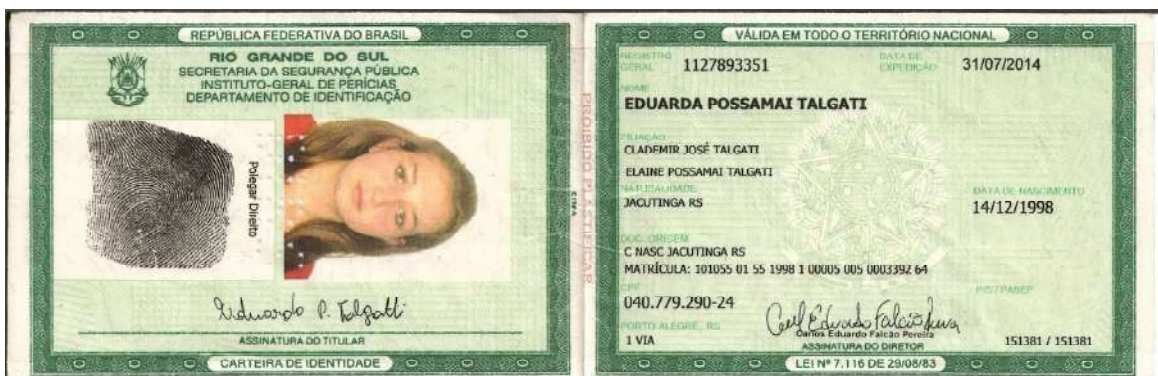 REPÚBLICA FEDERATIVA DO BRASIL
RIO GRANDE DO SUL
SECRETARIA DA SEGURANÇA PÚBLICA
INSTITUTO-GERAL DE PERÍCIAS
DEPARTAMENTO DE IDENTIFICAÇÃO
Polegar Direito
ASSINATURA DO TITULAR
CARTEIRA DE IDENTIDADE
PROIBIDO PLASTIFICAR
VÁLIDA EM TODO O TERRITÓRIO NACIONAL
REGISTRO GERAL 1127893351 DATA DE EXPEDIÇÃO 31/07/2014
NOME
EDUARDA POSSAMAI TALGATI
FILIAÇÃO
CLADEMIR JOSÉ TALGATI
ELAINE POSSAMAI TALGATI
NATURALIDADE DATA DE NASCIMENTO
JACUTINGA RS 14/12/1998
DOC. ORIGEM
C NASC JACUTINGA RS
MATRÍCULA: 101055 01 55 1998 1 00005 005 0003392 64
CPF PIS / PASEP
040.779.290-24
PORTO ALEGRE, RS
Carlos Eduardo Falcão Pereira
1 VIA ASSINATURA DO DIRETOR 151381 / 151381
LEI Nº 7.116 DE 29/08/83